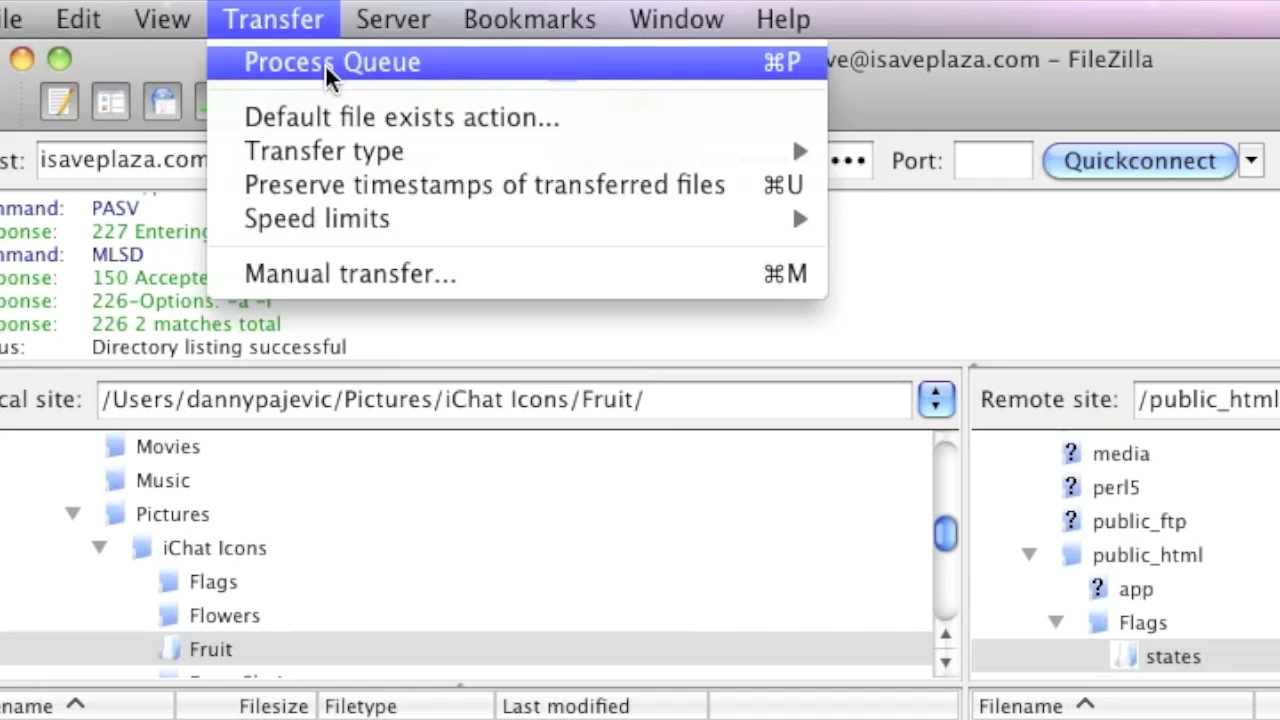 le Edit View Transfer Server Bookmarks Window Help
Process Queue ⌘P
ve@isaveplaza.com – FileZilla
Default file exists action...
Transfer type
Preserve timestamps of transferred files ⌘U
Speed limits
Manual transfer... ⌘M
st: isaveplaza.com ••• Port: Quickconnect
mmand: PASV
ponse: 227 Entering
mmand: MLSD
ponse: 150 Accepte
ponse: 226-Options: -a -l
ponse: 226 2 matches total
us: Directory listing successful
cal site: /Users/dannypajevic/Pictures/iChat Icons/Fruit/
Remote site: /public_html
Movies
Music
Pictures
iChat Icons
Flags
Flowers
Fruit
media
perl5
public_ftp
public_html
app
Flags
states
ename Filesize Filetype Last modified
Filename